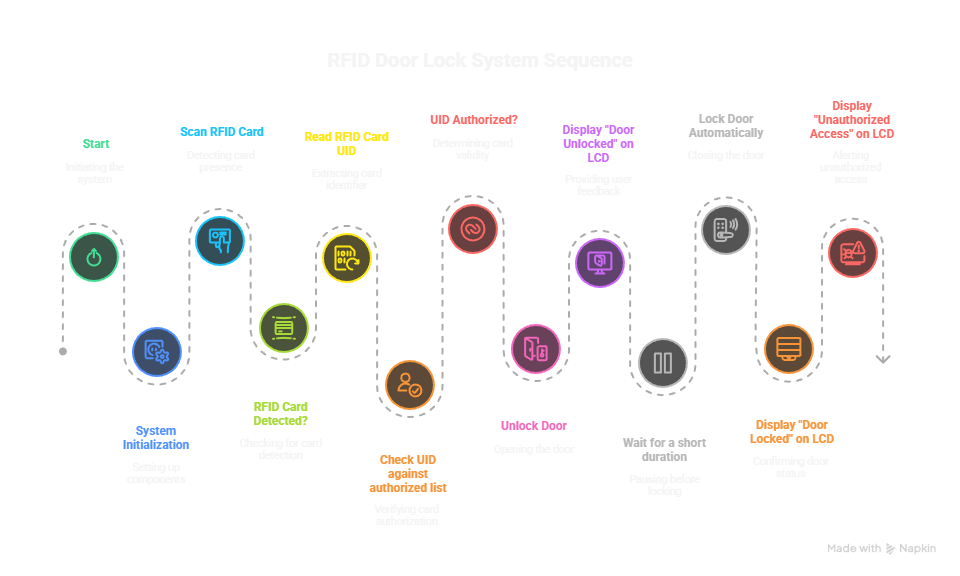 RFID Door Lock System Sequence
Start
Initiating the
system
System
Initialization
Setting up
components
Scan RFID Card
Detecting card
presence
RFID Card
Detected?
Checking for card
detection
Read RFID Card
UID
Extracting card
identifier
Check UID
against
authorized list
Verifying card
authorization
UID Authorized?
Determining card
validity
Unlock Door
Opening the door
Display "Door
Unlocked" on
LCD
Providing user
feedback
Wait for a short
duration
Pausing before
locking
Lock Door
Automatically
Closing the door
Display "Door
Locked" on LCD
Confirming door
status
Display
"Unauthorized
Access" on LCD
Alerting
unauthorized
access
Made with Napkin